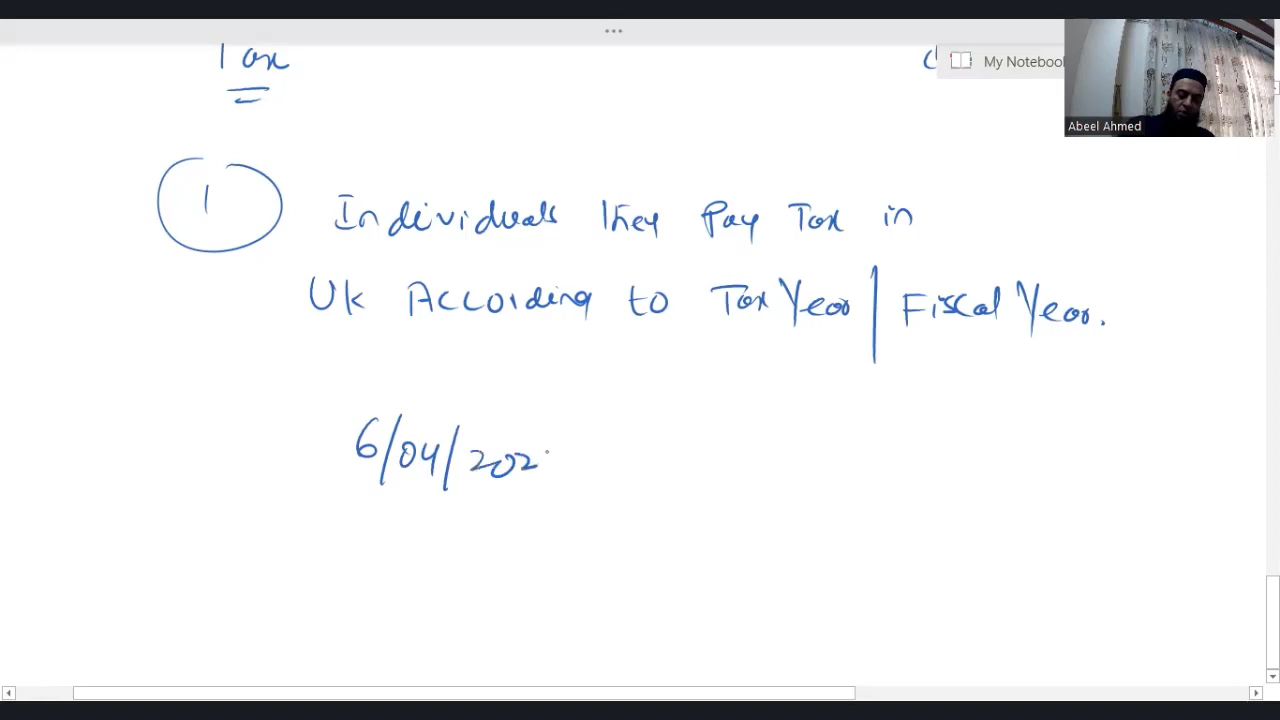 ...
Tax
My Notebook
Abeel Ahmed
1 Individuals they Pay Tax in
UK According to Tax Year | Fiscal Year.
6/04/202